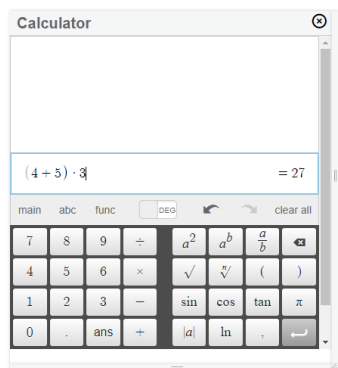 Calculator
(4 + 5) · 3 = 27
main abc func DEG clear all
7 8 9 ÷ a² aᵇ a/b
4 5 6 × √ ⁿ√ ( )
1 2 3 − sin cos tan π
0 . ans + |a| ln ,